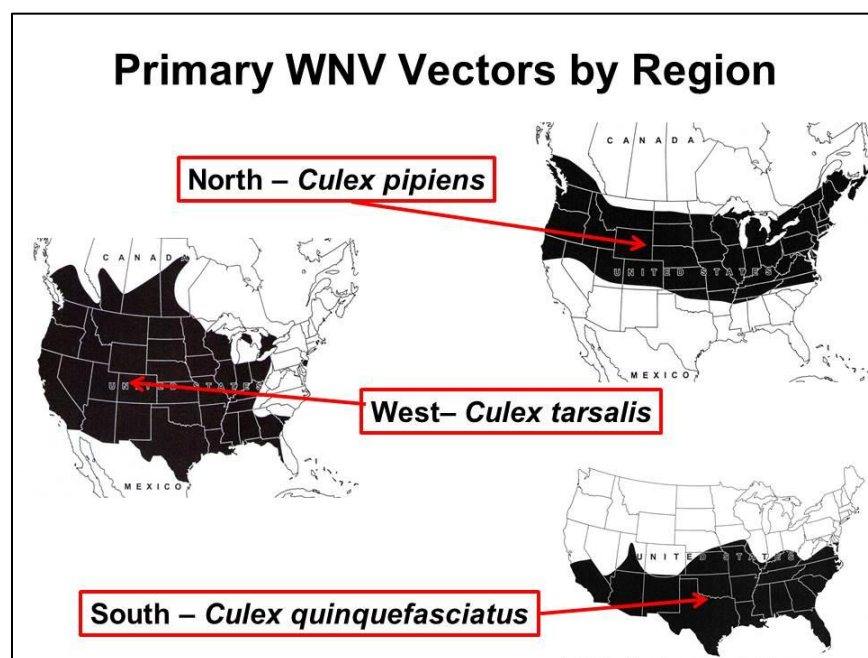 Primary WNV Vectors by Region
CANADA
North – Culex pipiens
UNITED STATES
MEXICO
CANADA
UNITED STATES
West– Culex tarsalis
MEXICO
UNITED STATES
South – Culex quinquefasciatus